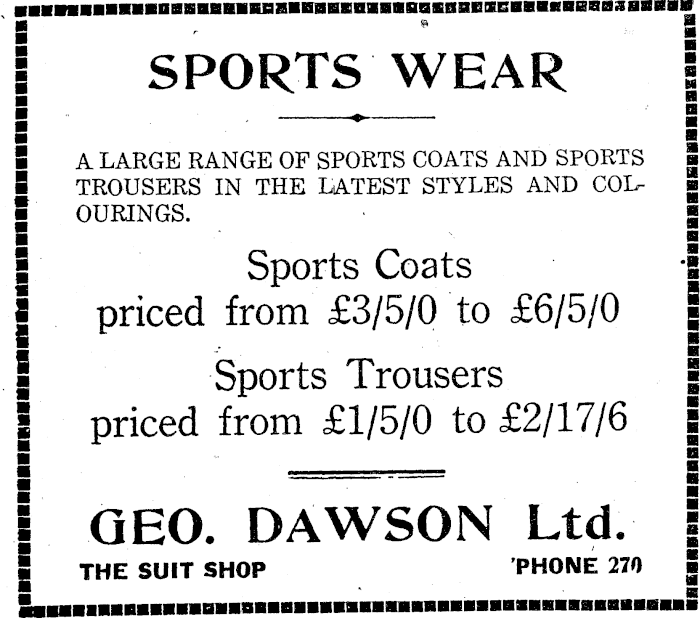 SPORTS WEAR
A LARGE RANGE OF SPORTS COATS AND SPORTS
TROUSERS IN THE LATEST STYLES AND COL-
OURINGS.
Sports Coats
priced from £3/5/0 to £6/5/0
Sports Trousers
priced from £1/5/0 to £2/17/6
GEO. DAWSON Ltd.
THE SUIT SHOP 'PHONE 270